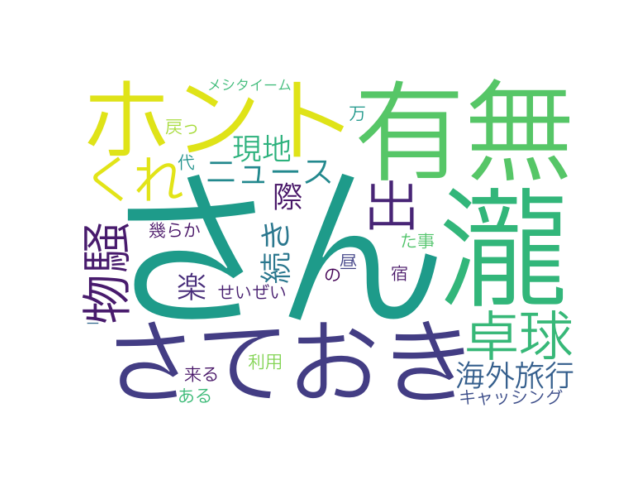 メシタイーム
ホント
有無
万
戻っ
現地
代
ニュース
くれ
際
出
瀧
さん
物騒
幾らか
続き
た事
昼
の
宿
楽
せいぜい
卓球
さておき
利用
来る
海外旅行
ある
キャッシング